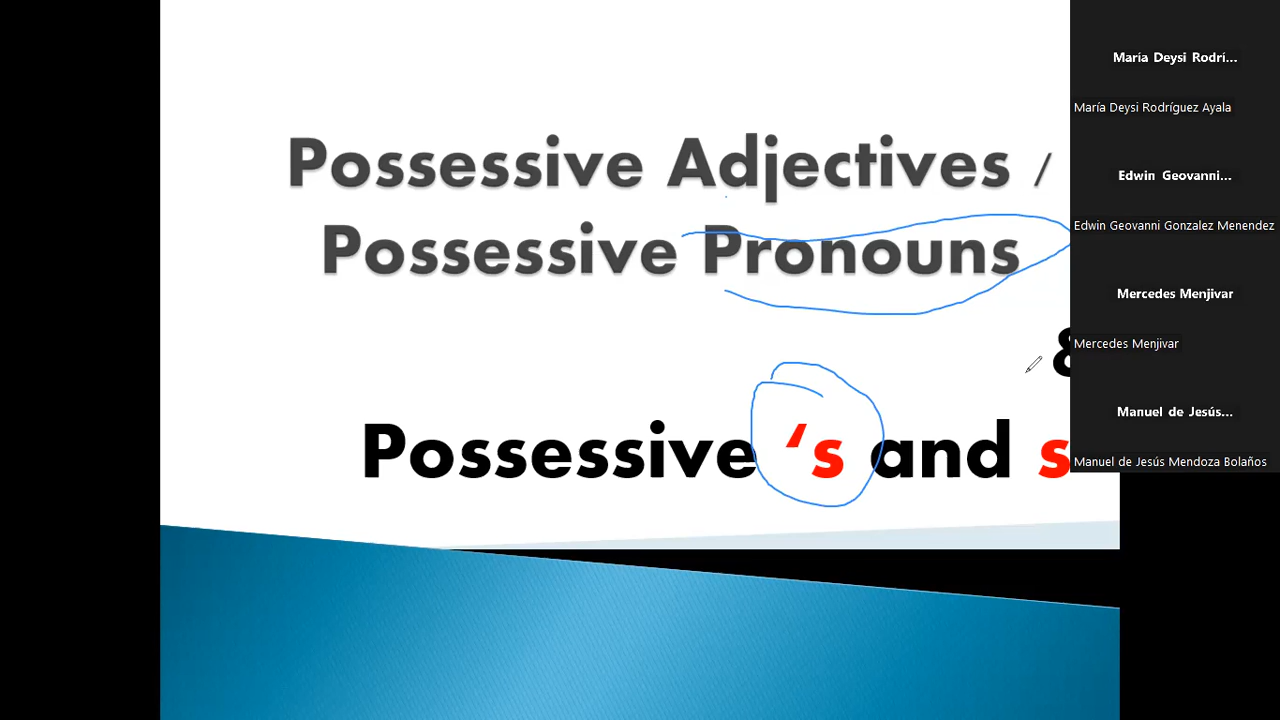 Possessive Adjectives /
Possessive Pronouns
&
Possessive ‘s and s
María Deysi Rodrí...
María Deysi Rodríguez Ayala
Edwin Geovanni...
Edwin Geovanni Gonzalez Menendez
Mercedes Menjivar
Mercedes Menjivar
Manuel de Jesús...
Manuel de Jesús Mendoza Bolaños